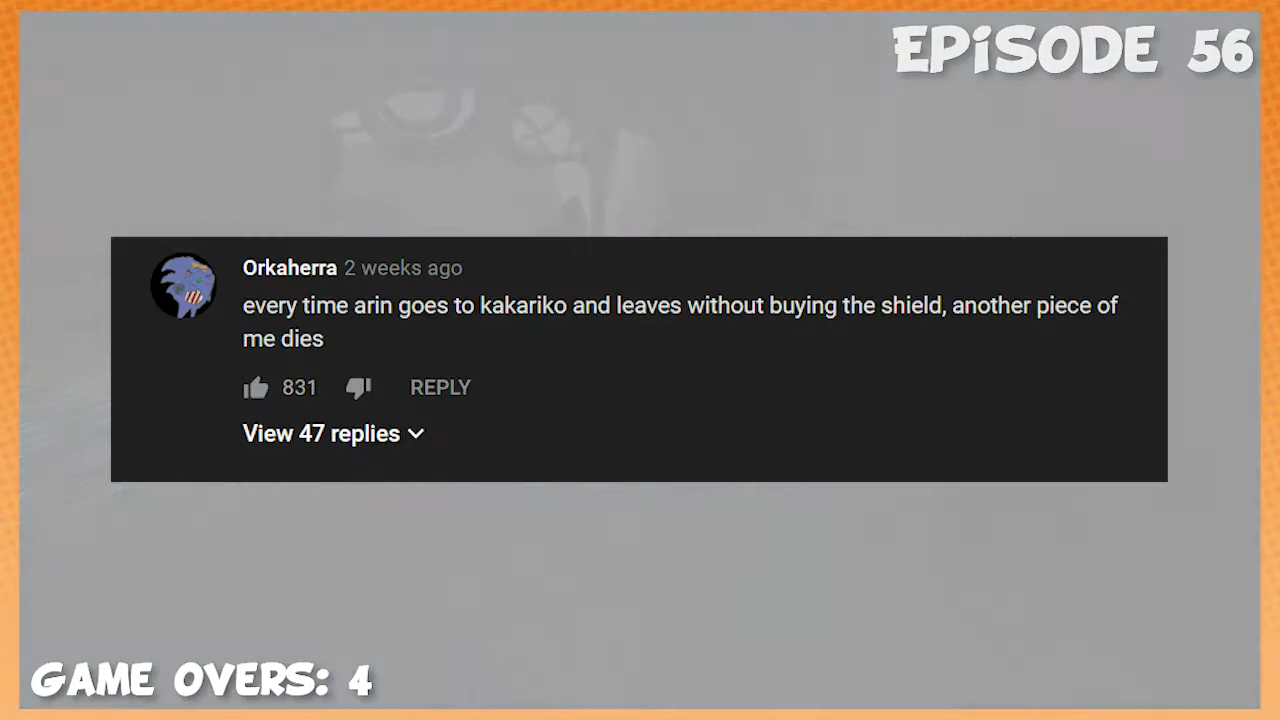 EPiSODE 56
Orkaherra 2 weeks ago
every time arin goes to kakariko and leaves without buying the shield, another piece of
me dies
831 REPLY
View 47 replies
GAME OVERS: 4